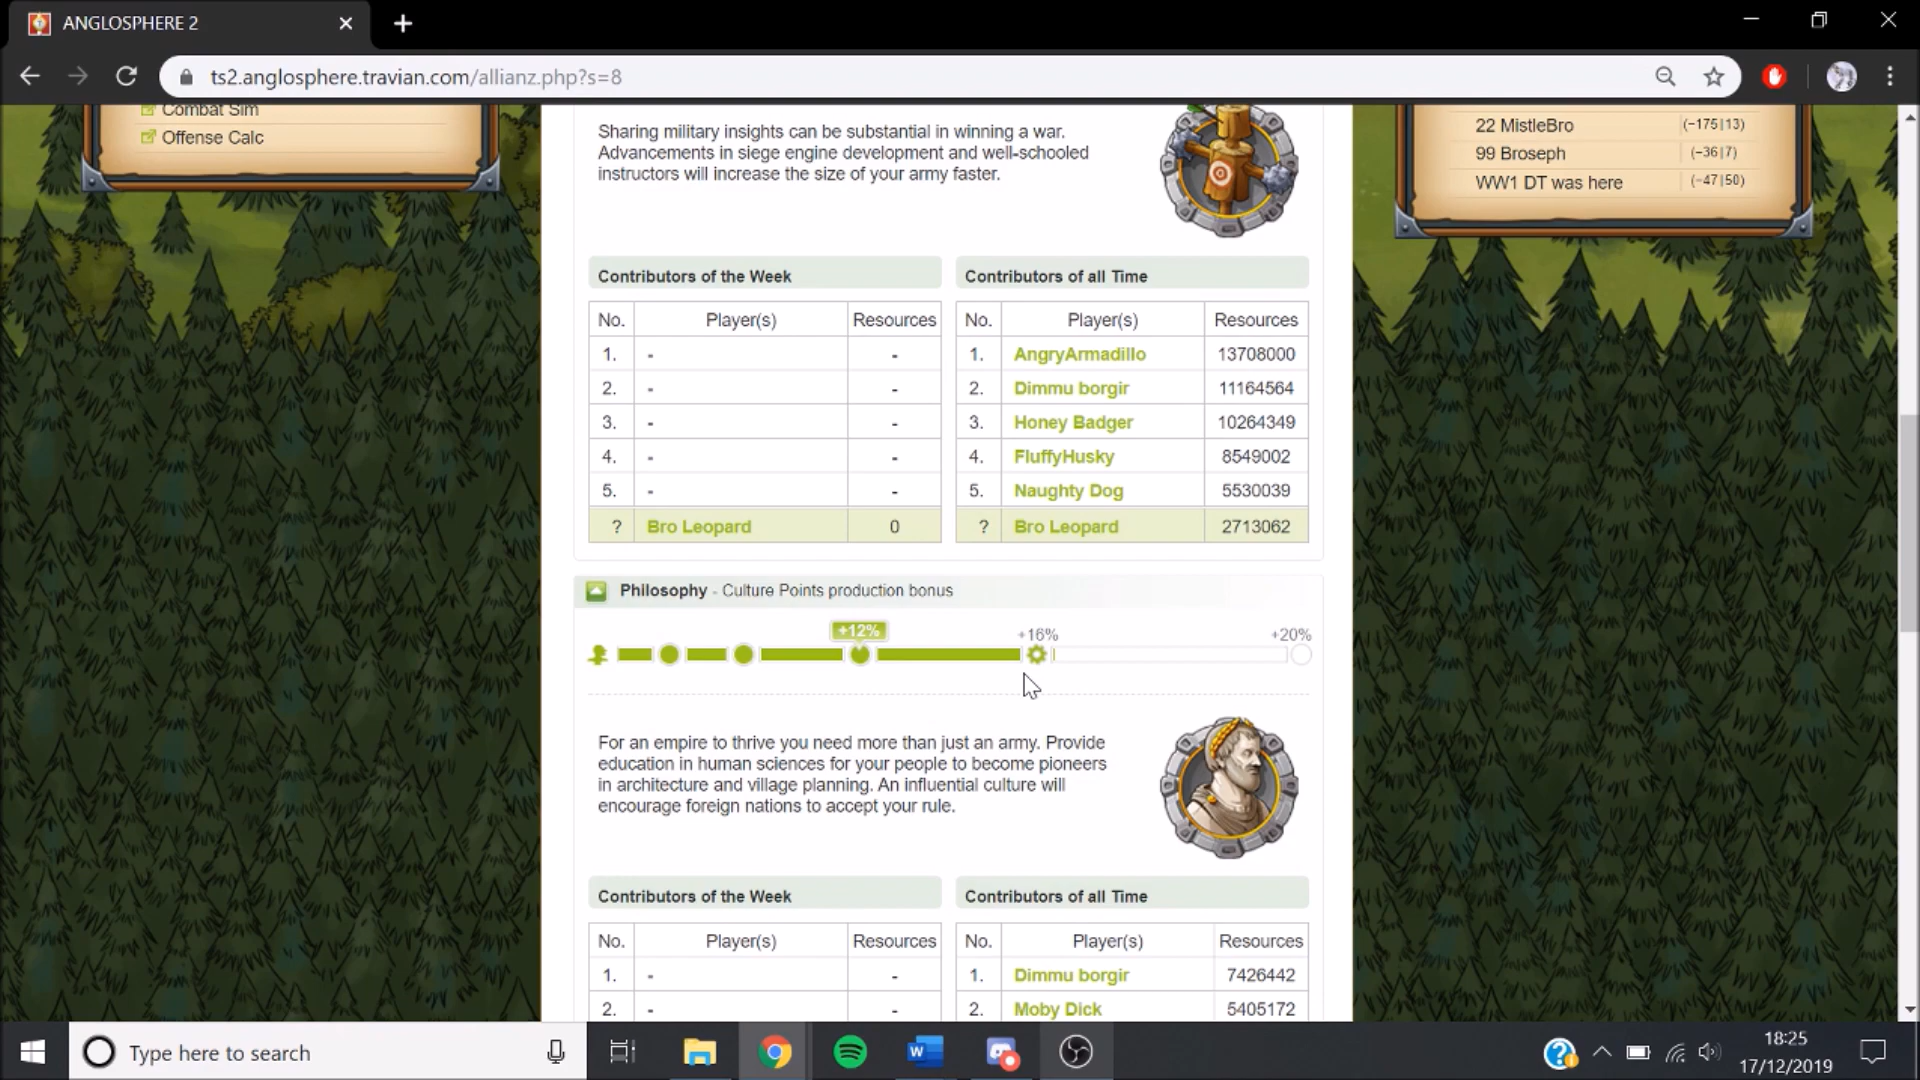 ANGLOSPHERE 2
ts2.anglosphere.travian.com/allianz.php?s=8
Combat Sim
Offense Calc
22 MistleBro (−175|13)
99 Broseph (−36|7)
WW1 DT was here (−47|50)
Sharing military insights can be substantial in winning a war.
Advancements in siege engine development and well-schooled
instructors will increase the size of your army faster.
Contributors of the Week
No. Player(s) Resources
1. - -
2. - -
3. - -
4. - -
5. - -
? Bro Leopard 0
Contributors of all Time
No. Player(s) Resources
1. AngryArmadillo 13708000
2. Dimmu borgir 11164564
3. Honey Badger 10264349
4. FluffyHusky 8549002
5. Naughty Dog 5530039
? Bro Leopard 2713062
Philosophy - Culture Points production bonus
+12% +16% +20%
For an empire to thrive you need more than just an army. Provide
education in human sciences for your people to become pioneers
in architecture and village planning. An influential culture will
encourage foreign nations to accept your rule.
Contributors of the Week
No. Player(s) Resources
1. - -
2. - -
Contributors of all Time
No. Player(s) Resources
1. Dimmu borgir 7426442
2. Moby Dick 5405172
Type here to search
18:25
17/12/2019